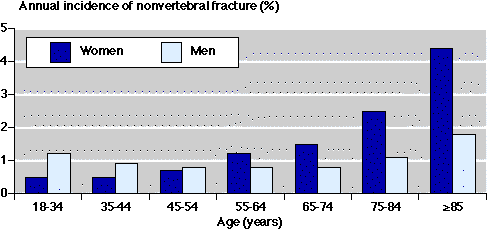 Annual incidence of nonvertebral fracture (%)
5
Women Men
4
3
2
1
0
18-34 35-44 45-54 55-64 65-74 75-84 ≥85
Age (years)